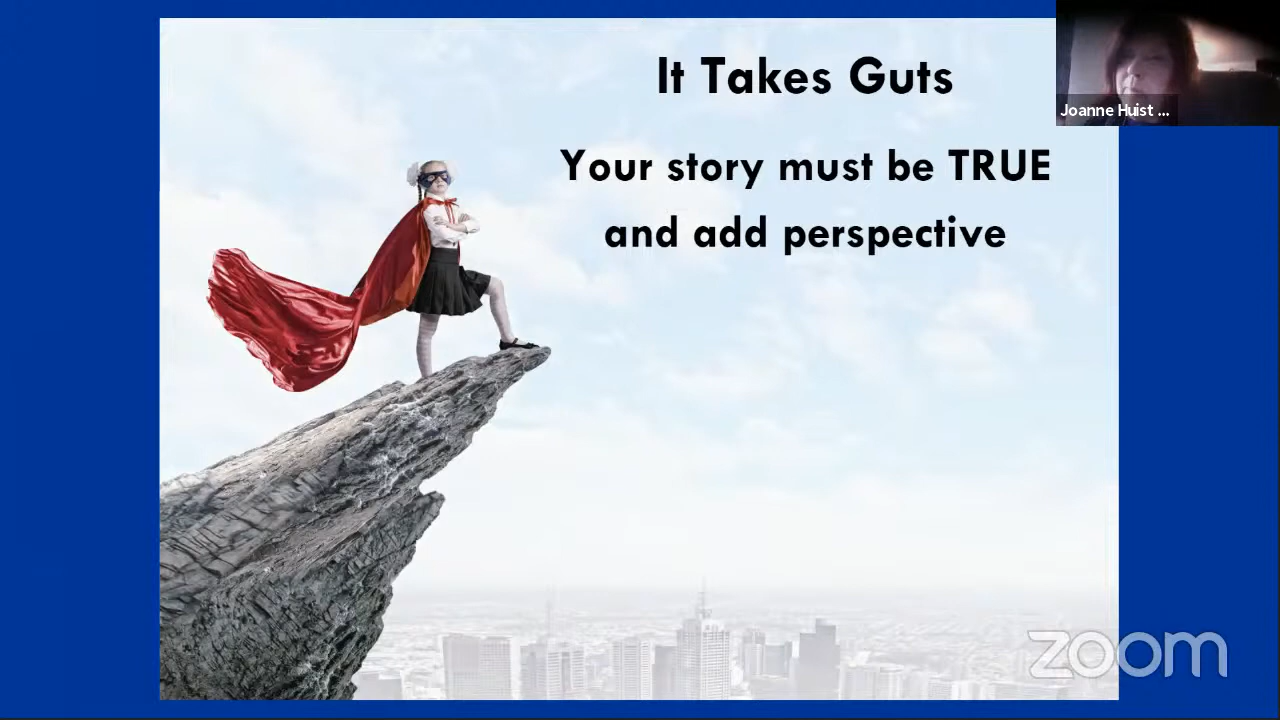 It Takes Guts
Your story must be TRUE
and add perspective
Joanne Huist ...
zoom